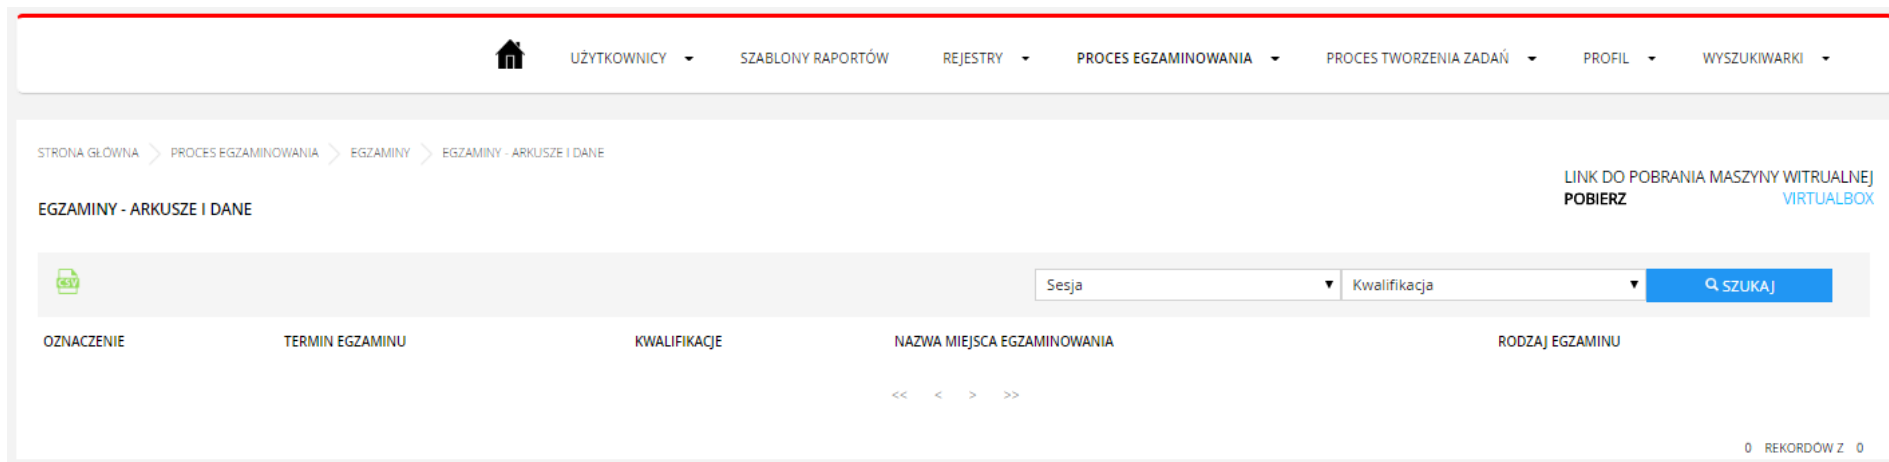 UŻYTKOWNICY SZABLONY RAPORTÓW REJESTRY PROCES EGZAMINOWANIA PROCES TWORZENIA ZADAŃ PROFIL WYSZUKIWARKI
STRONA GŁÓWNA PROCES EGZAMINOWANIA EGZAMINY EGZAMINY - ARKUSZE I DANE
LINK DO POBRANIA MASZYNY WITRUALNEJ
POBIERZ VIRTUALBOX
EGZAMINY - ARKUSZE I DANE
CSV Sesja Kwalifikacja SZUKAJ
OZNACZENIE TERMIN EGZAMINU KWALIFIKACJE NAZWA MIEJSCA EGZAMINOWANIA RODZAJ EGZAMINU
<< < > >>
0 REKORDÓW Z 0